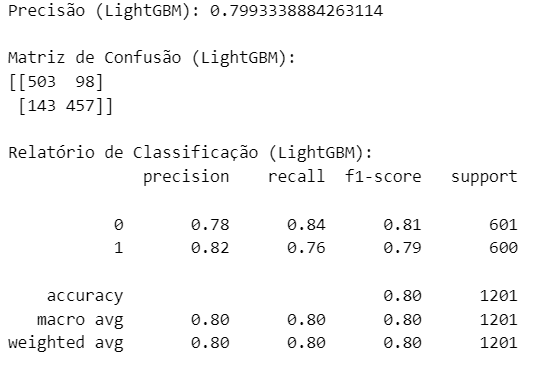 Precisão (LightGBM): 0.7993338884263114
Matriz de Confusão (LightGBM):
[[503  98]
 [143 457]]
Relatório de Classificação (LightGBM):
precision    recall  f1-score   support
0       0.78      0.84      0.81       601
1       0.82      0.76      0.79       600
accuracy                           0.80      1201
macro avg       0.80      0.80      0.80      1201
weighted avg       0.80      0.80      0.80      1201